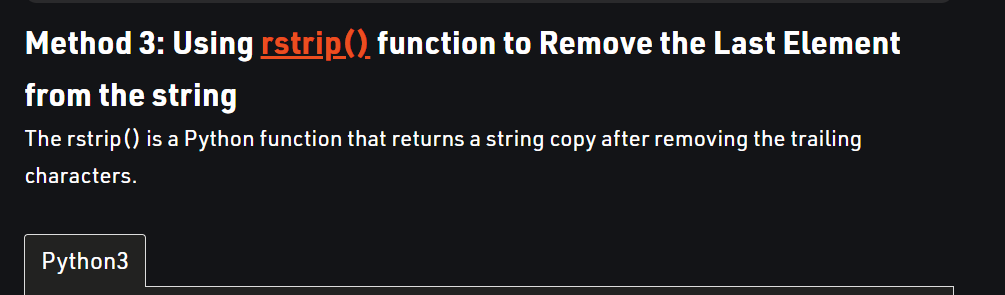 Method 3: Using rstrip() function to Remove the Last Element
from the string
The rstrip() is a Python function that returns a string copy after removing the trailing
characters.
Python3